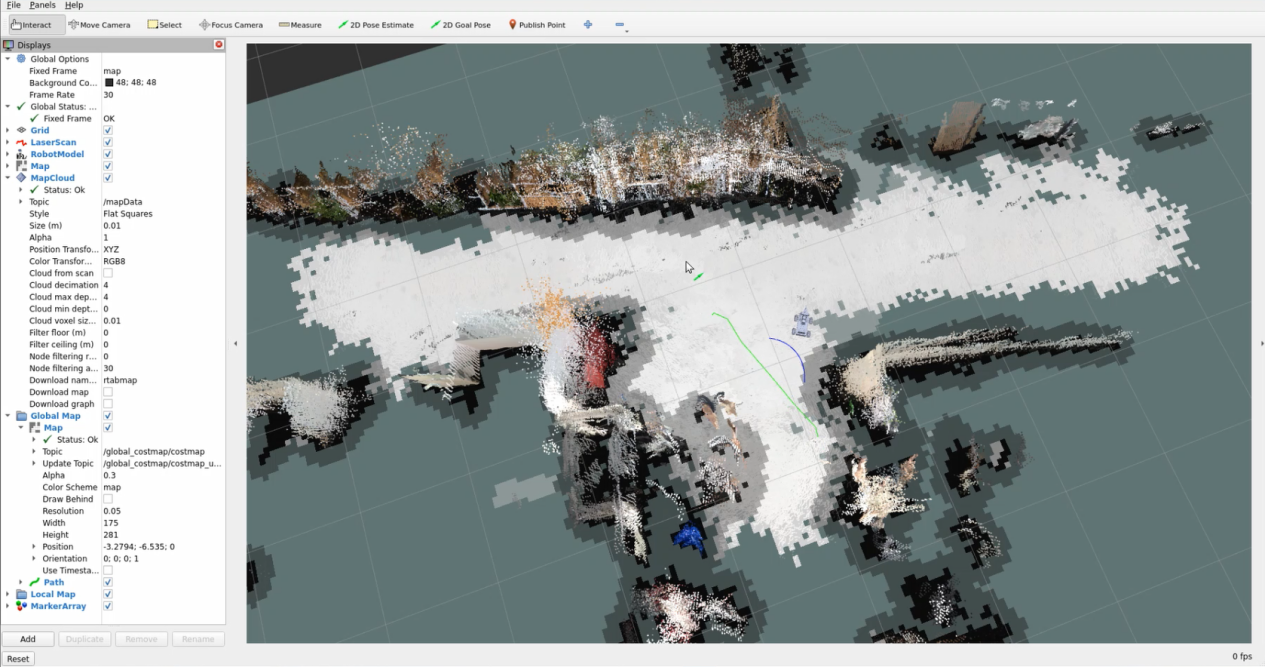 File Panels Help
Interact Move Camera Select Focus Camera Measure 2D Pose Estimate 2D Goal Pose Publish Point
Displays
Global Options
Fixed Frame map
Background Co... 48; 48; 48
Frame Rate 30
Global Status: ...
Fixed Frame OK
Grid
LaserScan
RobotModel
Map
MapCloud
Status: Ok
Topic /mapData
Style Flat Squares
Size (m) 0.01
Alpha 1
Position Transfo... XYZ
Color Transfor... RGB8
Cloud from scan
Cloud decimation 4
Cloud max dep... 4
Cloud min dept... 0
Cloud voxel siz... 0.01
Filter floor (m) 0
Filter ceiling (m) 0
Node filtering r... 0
Node filtering a... 30
Download nam... rtabmap
Download map
Download graph
Global Map
Map
Status: Ok
Topic /global_costmap/costmap
Update Topic /global_costmap/costmap_u...
Alpha 0.3
Color Scheme map
Draw Behind
Resolution 0.05
Width 175
Height 281
Position -3.2794; -6.535; 0
Orientation 0; 0; 0; 1
Use Timesta...
Path
Local Map
MarkerArray
Add Duplicate Remove Rename
Reset 0 fps